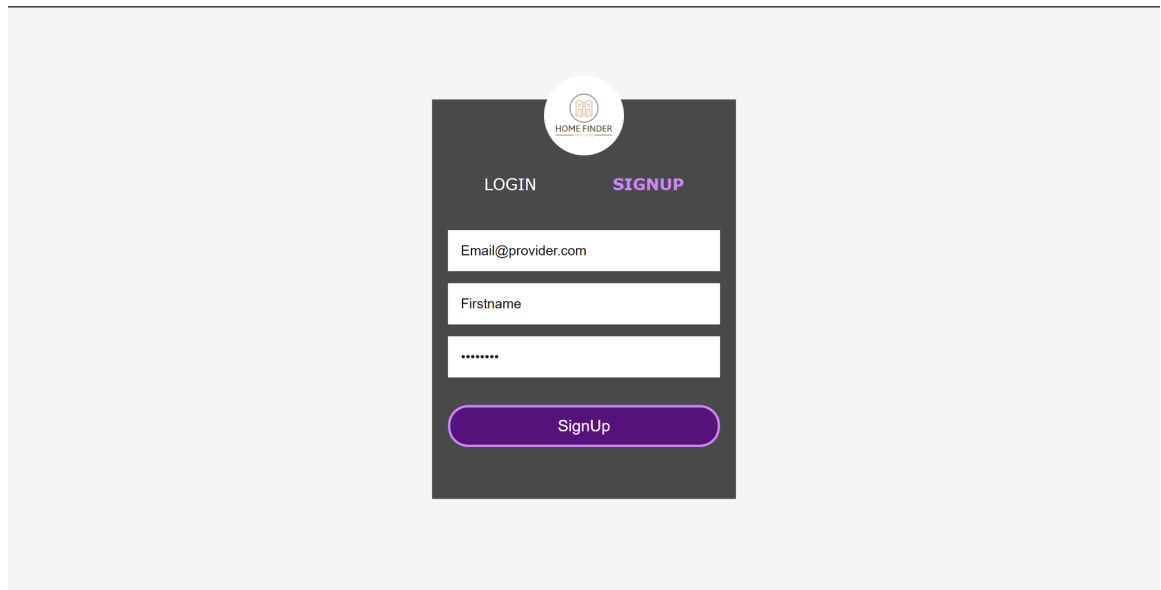 HOME FINDER
LOGIN
SIGNUP
Email@provider.com
Firstname
••••••••
SignUp